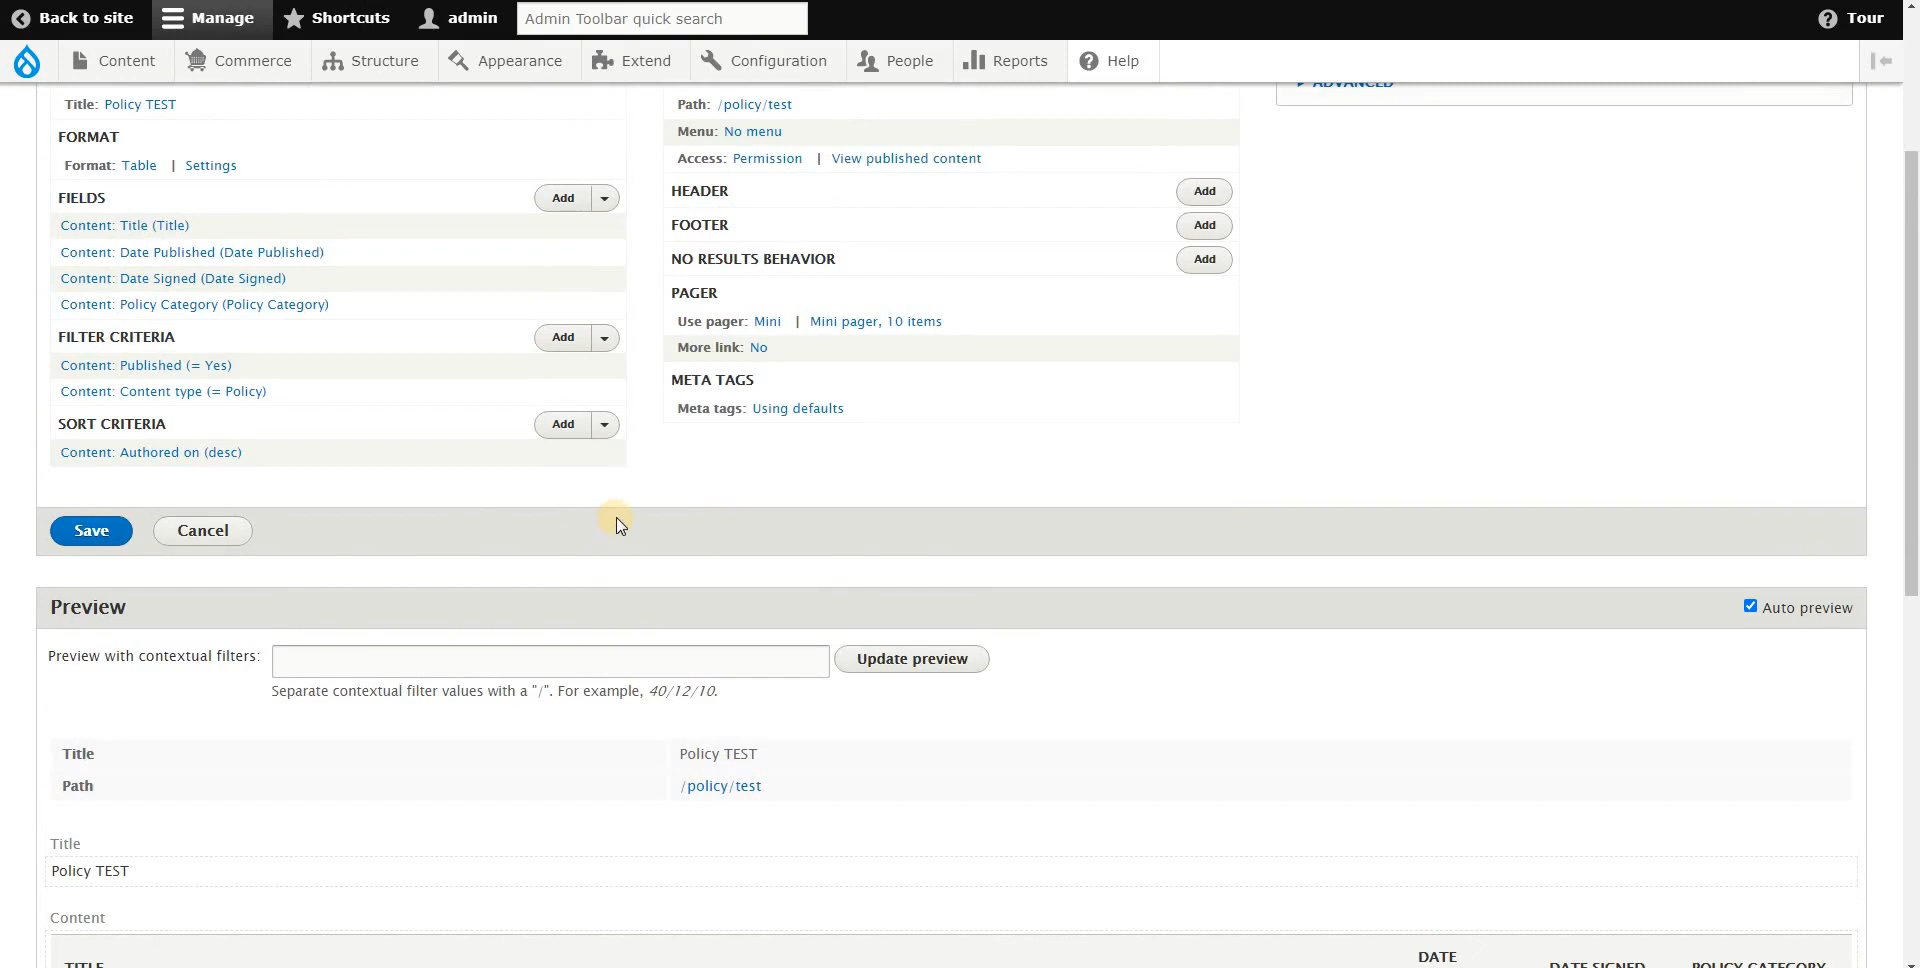 Back to site
Manage
Shortcuts
admin
Admin Toolbar quick search
Tour
Content
Commerce
Structure
Appearance
Extend
Configuration
People
Reports
Help
Title: Policy TEST
FORMAT
Format: Table | Settings
FIELDS
Add
Content: Title (Title)
Content: Date Published (Date Published)
Content: Date Signed (Date Signed)
Content: Policy Category (Policy Category)
FILTER CRITERIA
Add
Content: Published (= Yes)
Content: Content type (= Policy)
SORT CRITERIA
Add
Content: Authored on (desc)
Path: /policy/test
Menu: No menu
Access: Permission | View published content
HEADER
Add
FOOTER
Add
NO RESULTS BEHAVIOR
Add
PAGER
Use pager: Mini | Mini pager, 10 items
More link: No
META TAGS
Meta tags: Using defaults
ADVANCED
Save
Cancel
Preview
Auto preview
Preview with contextual filters:
Update preview
Separate contextual filter values with a "/". For example, 40/12/10.
Title Policy TEST
Path /policy/test
Title
Policy TEST
Content
TITLE
DATE
DATE SIGNED
POLICY CATEGORY